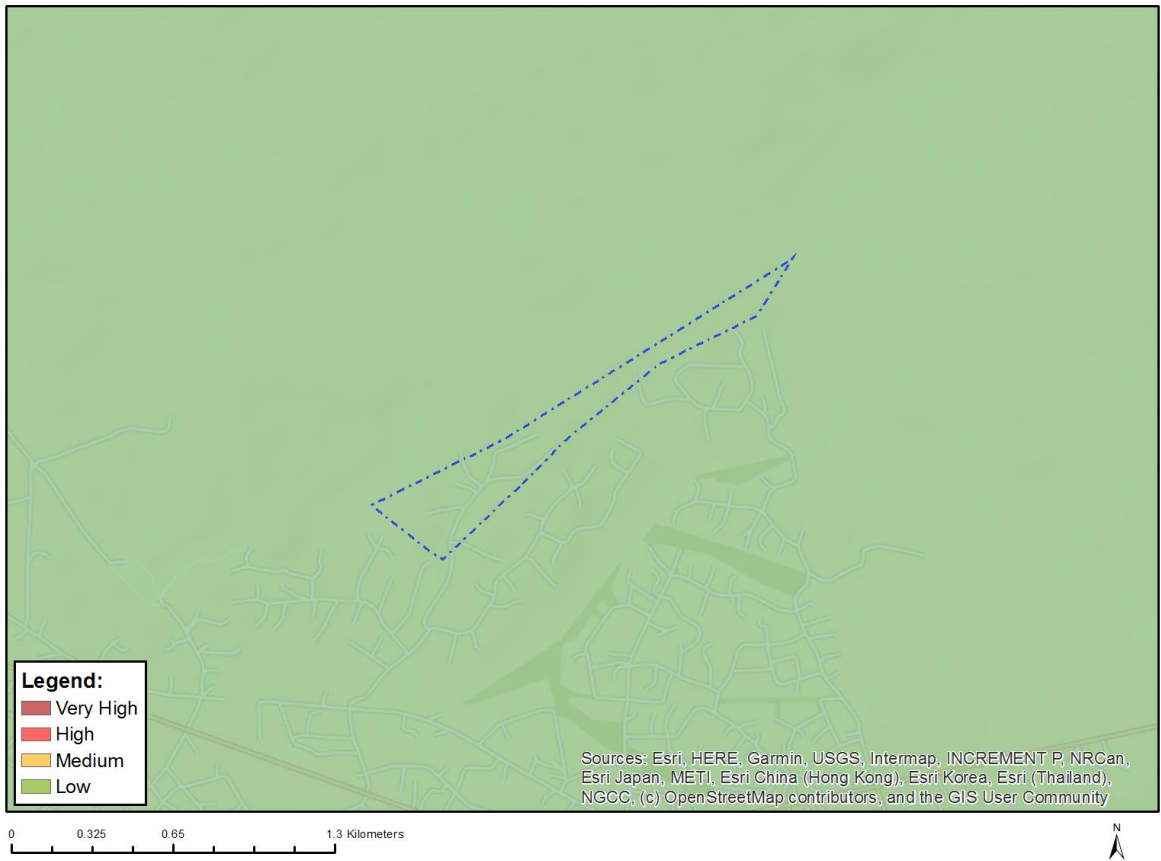 Legend:
Very High
High
Medium
Low
Sources: Esri, HERE, Garmin, USGS, Intermap, INCREMENT P, NRCan,
Esri Japan, METI, Esri China (Hong Kong), Esri Korea, Esri (Thailand),
NGCC, (c) OpenStreetMap contributors, and the GIS User Community
0 0.325 0.65 1.3 Kilometers
N